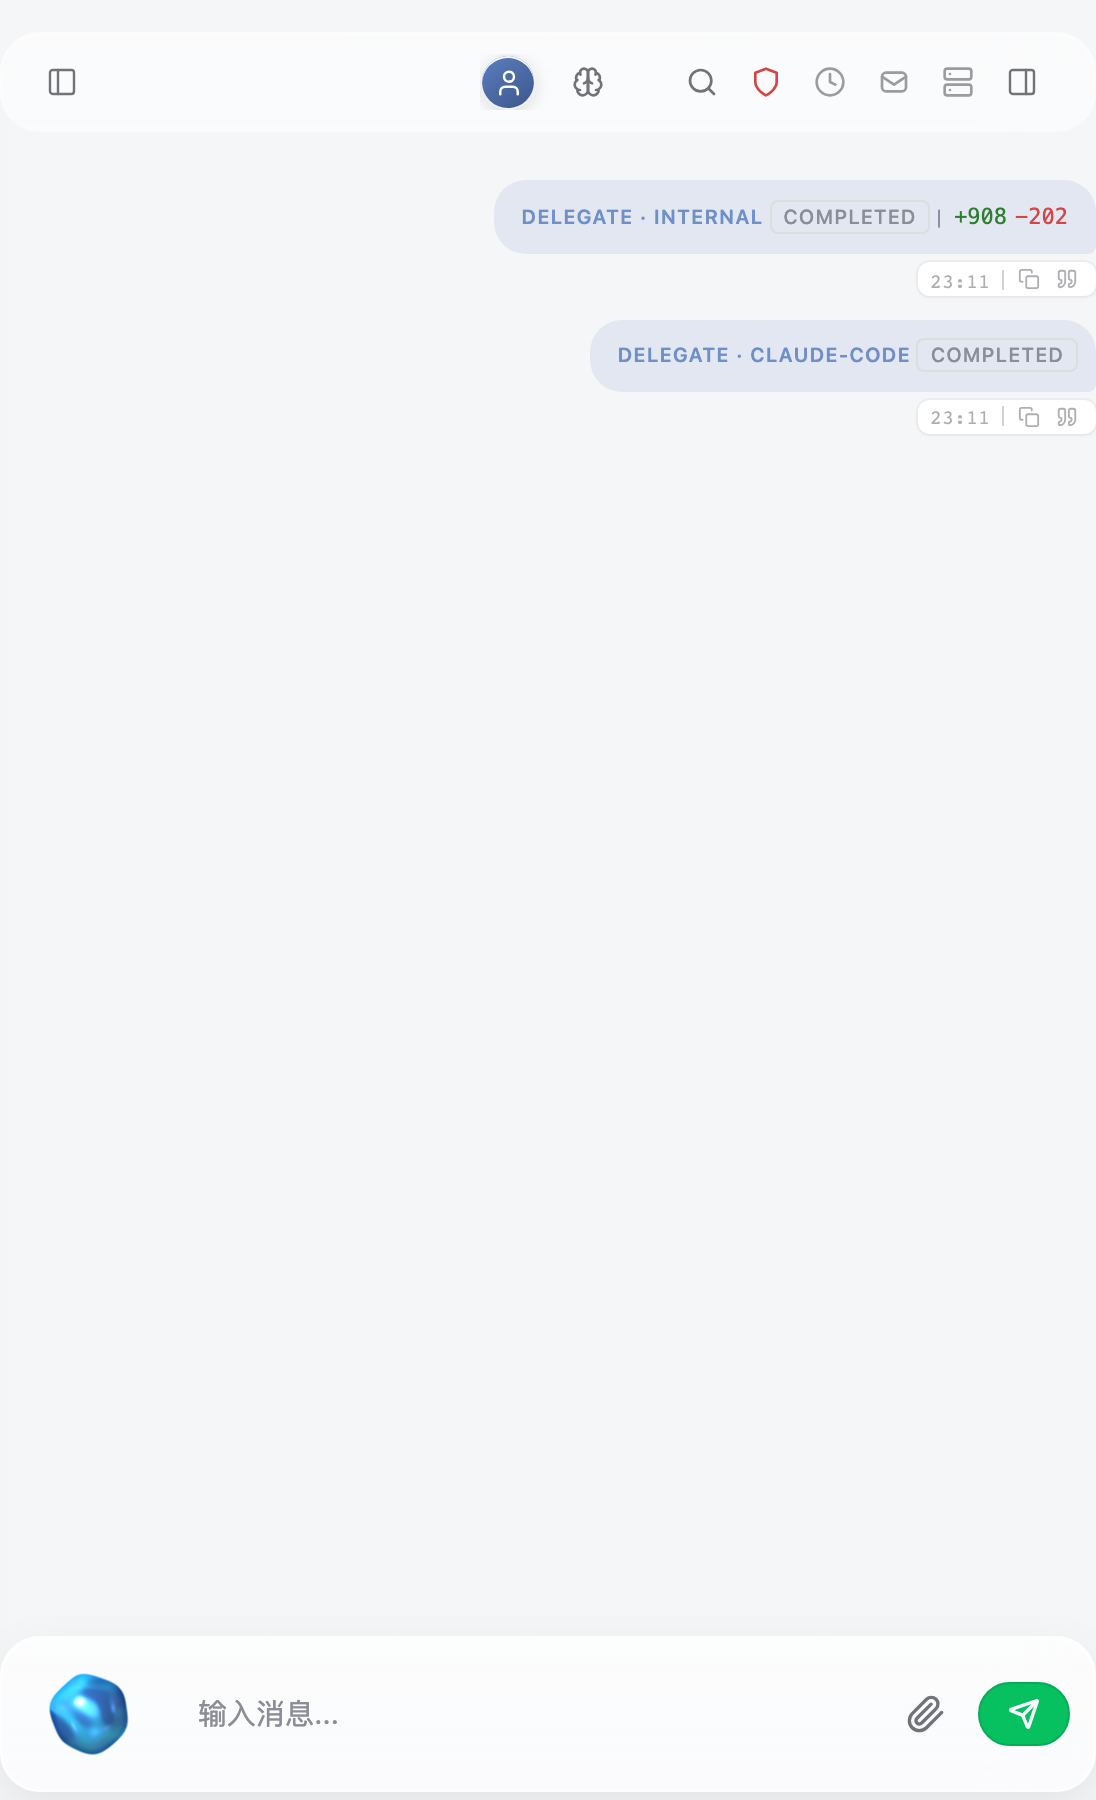 DELEGATE · INTERNAL COMPLETED | +908 −202
23:11
DELEGATE · CLAUDE-CODE COMPLETED
23:11
输入消息...